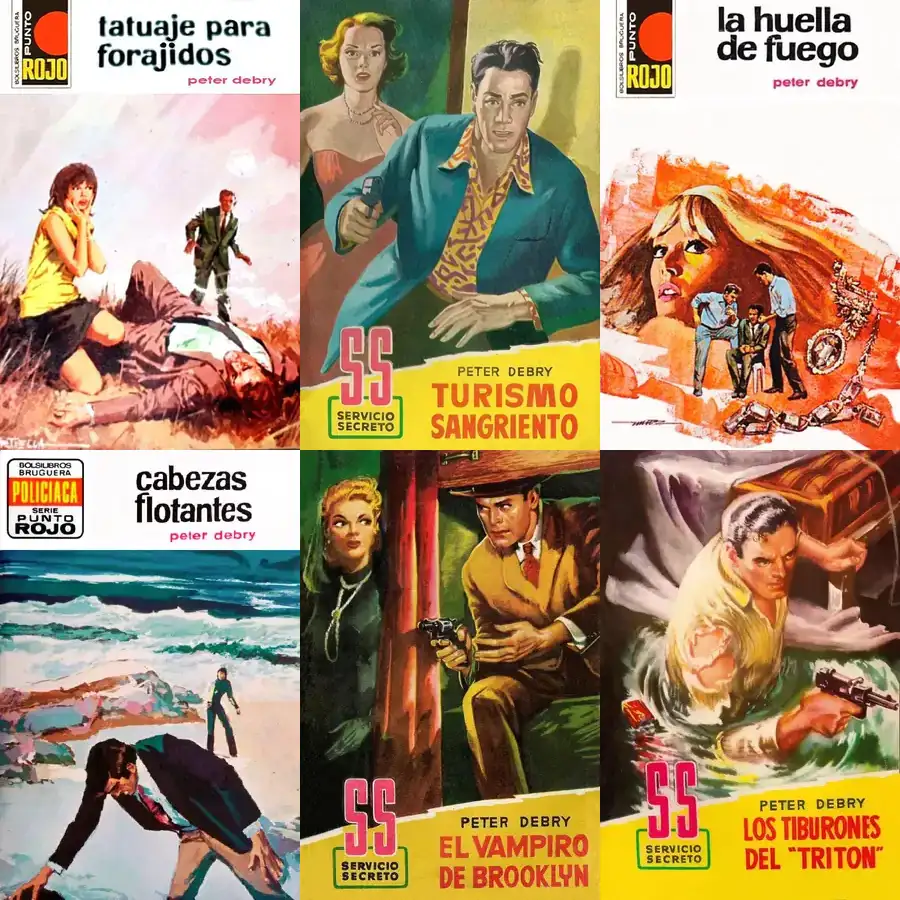 BOLSILIBROS BRUGUERA
PUNTO
ROJO
tatuaje para
forajidos
peter debry
SS
SERVICIO
SECRETO
PETER DEBRY
TURISMO
SANGRIENTO
BOLSILIBROS BRUGUERA
PUNTO
ROJO
la huella
de fuego
peter debry
BOLSILIBROS
BRUGUERA
POLICIACA
SERIE
PUNTO
ROJO
cabezas
flotantes
peter debry
SS
SERVICIO
SECRETO
PETER DEBRY
EL VAMPIRO
DE BROOKLYN
SS
SERVICIO
SECRETO
PETER DEBRY
LOS TIBURONES
DEL "TRITON"